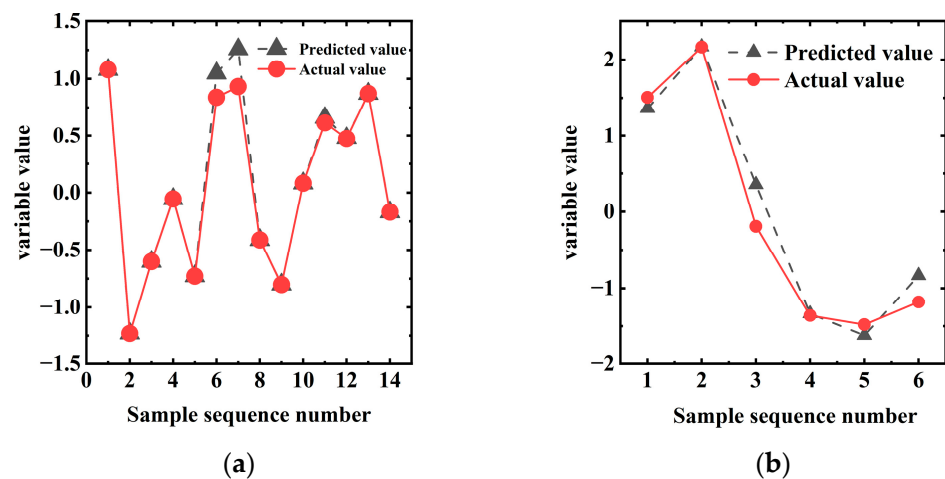 1.5
1.0
0.5
0.0
−0.5
−1.0
−1.5
variable value
Predicted value
Actual value
0 2 4 6 8 10 12 14
Sample sequence number
(a)
2
1
0
−1
−2
variable value
Predicted value
Actual value
1 2 3 4 5 6
Sample sequence number
(b)